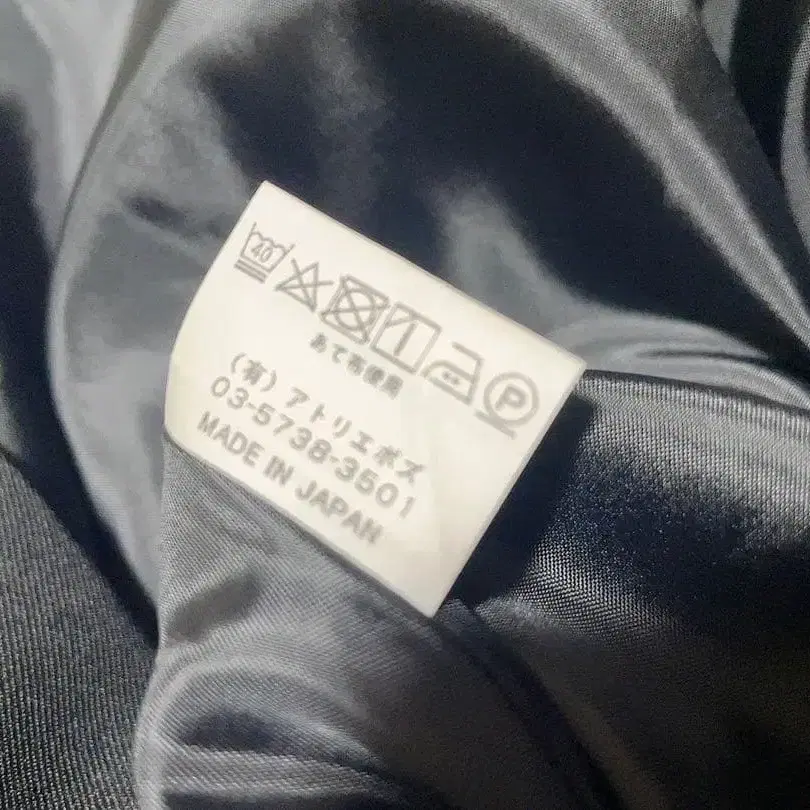 40 P
あて布使用
(有)アトリエボズ
03-5738-3501
MADE IN JAPAN